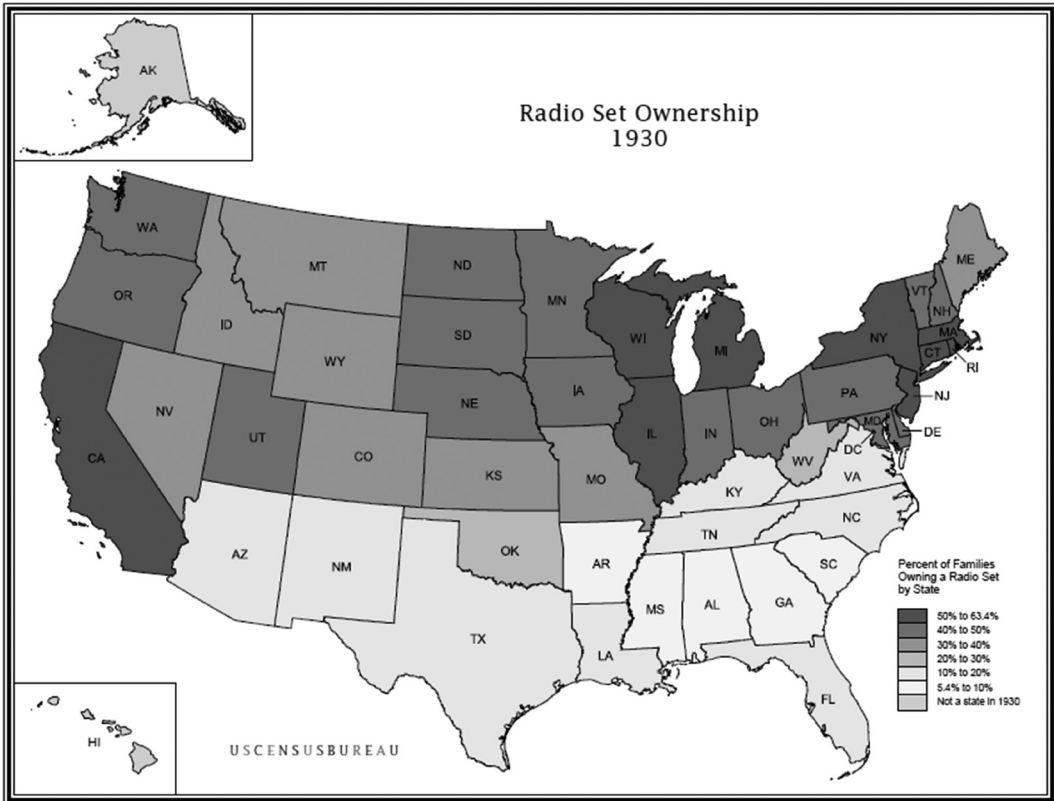 AK
Radio Set Ownership
1930
WA
MT
ND
MN
ME
OR
ID
SD
WI
MI
NY
VT
NH
MA
CT
RI
WY
NE
IA
PA
NJ
NV
UT
CO
KS
MO
IL
IN
OH
MD
DE
DC
WV
VA
CA
KY
AZ
NM
OK
AR
TN
NC
SC
TX
LA
MS
AL
GA
FL
HI
Percent of Families
Owning a Radio Set
by State
50% to 63.4%
40% to 50%
30% to 40%
20% to 30%
10% to 20%
5.4% to 10%
Not a state in 1930
USCENSUSBUREAU